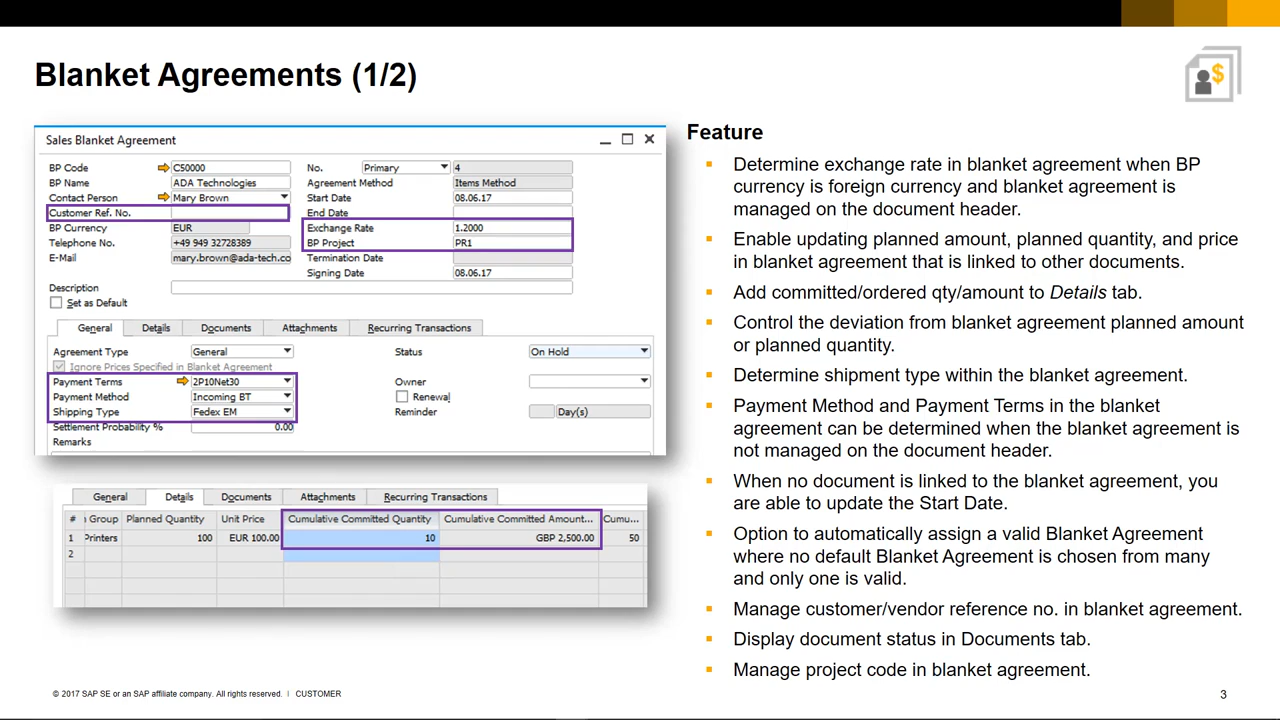 Blanket Agreements (1/2)
Sales Blanket Agreement
BP Code C50000 No. Primary 4
BP Name ADA Technologies Agreement Method Items Method
Contact Person Mary Brown Start Date 08.06.17
Customer Ref. No. End Date
BP Currency EUR Exchange Rate 1.2000
Telephone No. +49 949 32728389 BP Project PR1
E-Mail mary.brown@ada-tech.co Termination Date
Signing Date 08.06.17
Description
Set as Default
General Details Documents Attachments Recurring Transactions
Agreement Type General Status On Hold
Ignore Prices Specified in Blanket Agreement
Payment Terms 2P10Net30 Owner
Payment Method Incoming BT Renewal
Shipping Type Fedex EM Reminder Day(s)
Settlement Probability % 0.00
Remarks
General Details Documents Attachments Recurring Transactions
# Group Planned Quantity Unit Price Cumulative Committed Quantity Cumulative Committed Amount... Cumu...
1 Printers 100 EUR 100.00 10 GBP 2,500.00 50
2
Feature
Determine exchange rate in blanket agreement when BP
currency is foreign currency and blanket agreement is
managed on the document header.
Enable updating planned amount, planned quantity, and price
in blanket agreement that is linked to other documents.
Add committed/ordered qty/amount to Details tab.
Control the deviation from blanket agreement planned amount
or planned quantity.
Determine shipment type within the blanket agreement.
Payment Method and Payment Terms in the blanket
agreement can be determined when the blanket agreement is
not managed on the document header.
When no document is linked to the blanket agreement, you
are able to update the Start Date.
Option to automatically assign a valid Blanket Agreement
where no default Blanket Agreement is chosen from many
and only one is valid.
Manage customer/vendor reference no. in blanket agreement.
Display document status in Documents tab.
Manage project code in blanket agreement.
© 2017 SAP SE or an SAP affiliate company. All rights reserved. | CUSTOMER
3